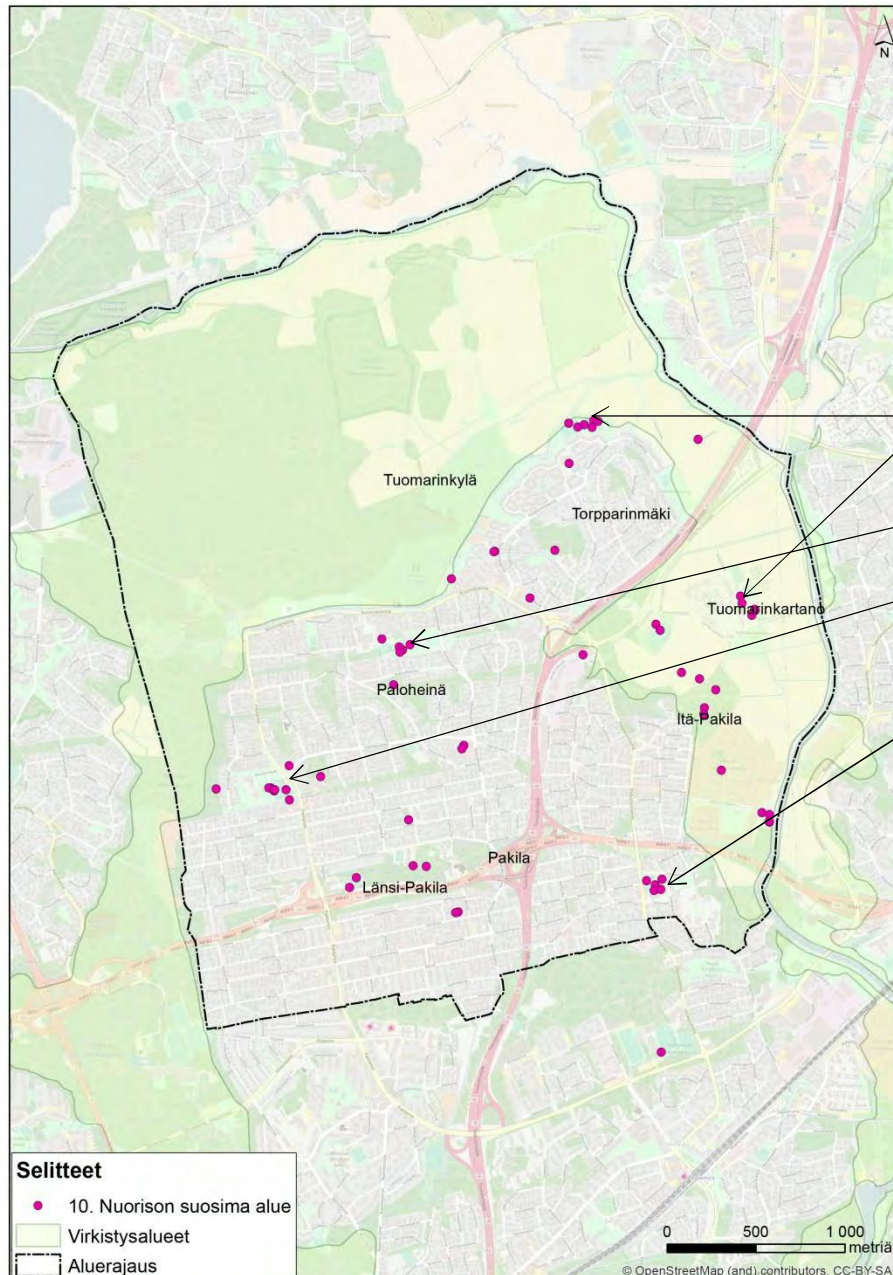 N
Tuomarinkylä
Torpparinmäki
Tuomarinkartano
Paloheinä
Itä-Pakila
Pakila
Länsi-Pakila
Selitteet
10. Nuorison suosima alue
Virkistysalueet
Aluerajaus
0 500 1 000
metriä
© OpenStreetMap (and) contributors, CC-BY-SA